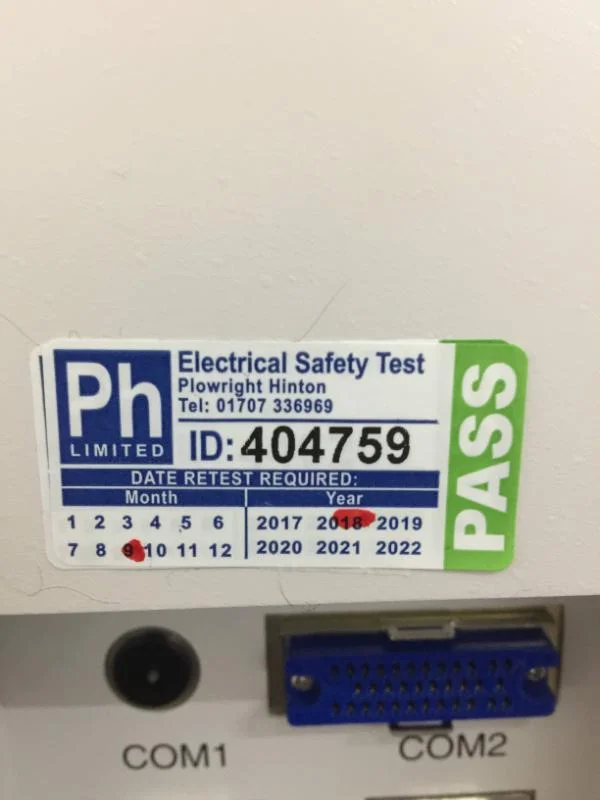 Ph
LIMITED
Electrical Safety Test
Plowright Hinton
Tel: 01707 336969
ID: 404759
DATE RETEST REQUIRED:
Month
Year
1 2 3 4 5 6
2017 2018 2019
7 8 9 10 11 12
2020 2021 2022
PASS
COM1
COM2